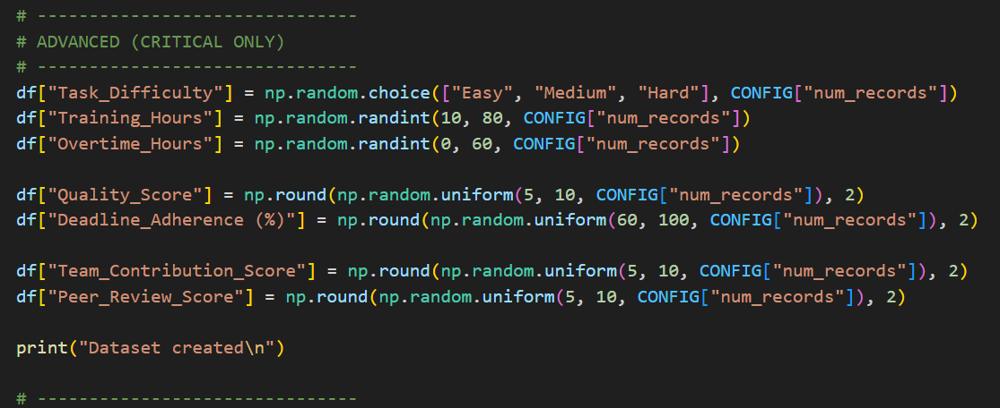 # -------------------------------
# ADVANCED (CRITICAL ONLY)
# -------------------------------
df["Task_Difficulty"] = np.random.choice(["Easy", "Medium", "Hard"], CONFIG["num_records"])
df["Training_Hours"] = np.random.randint(10, 80, CONFIG["num_records"])
df["Overtime_Hours"] = np.random.randint(0, 60, CONFIG["num_records"])
df["Quality_Score"] = np.round(np.random.uniform(5, 10, CONFIG["num_records"]), 2)
df["Deadline_Adherence (%)"] = np.round(np.random.uniform(60, 100, CONFIG["num_records"]), 2)
df["Team_Contribution_Score"] = np.round(np.random.uniform(5, 10, CONFIG["num_records"]), 2)
df["Peer_Review_Score"] = np.round(np.random.uniform(5, 10, CONFIG["num_records"]), 2)
print("Dataset created\n")
# -------------------------------